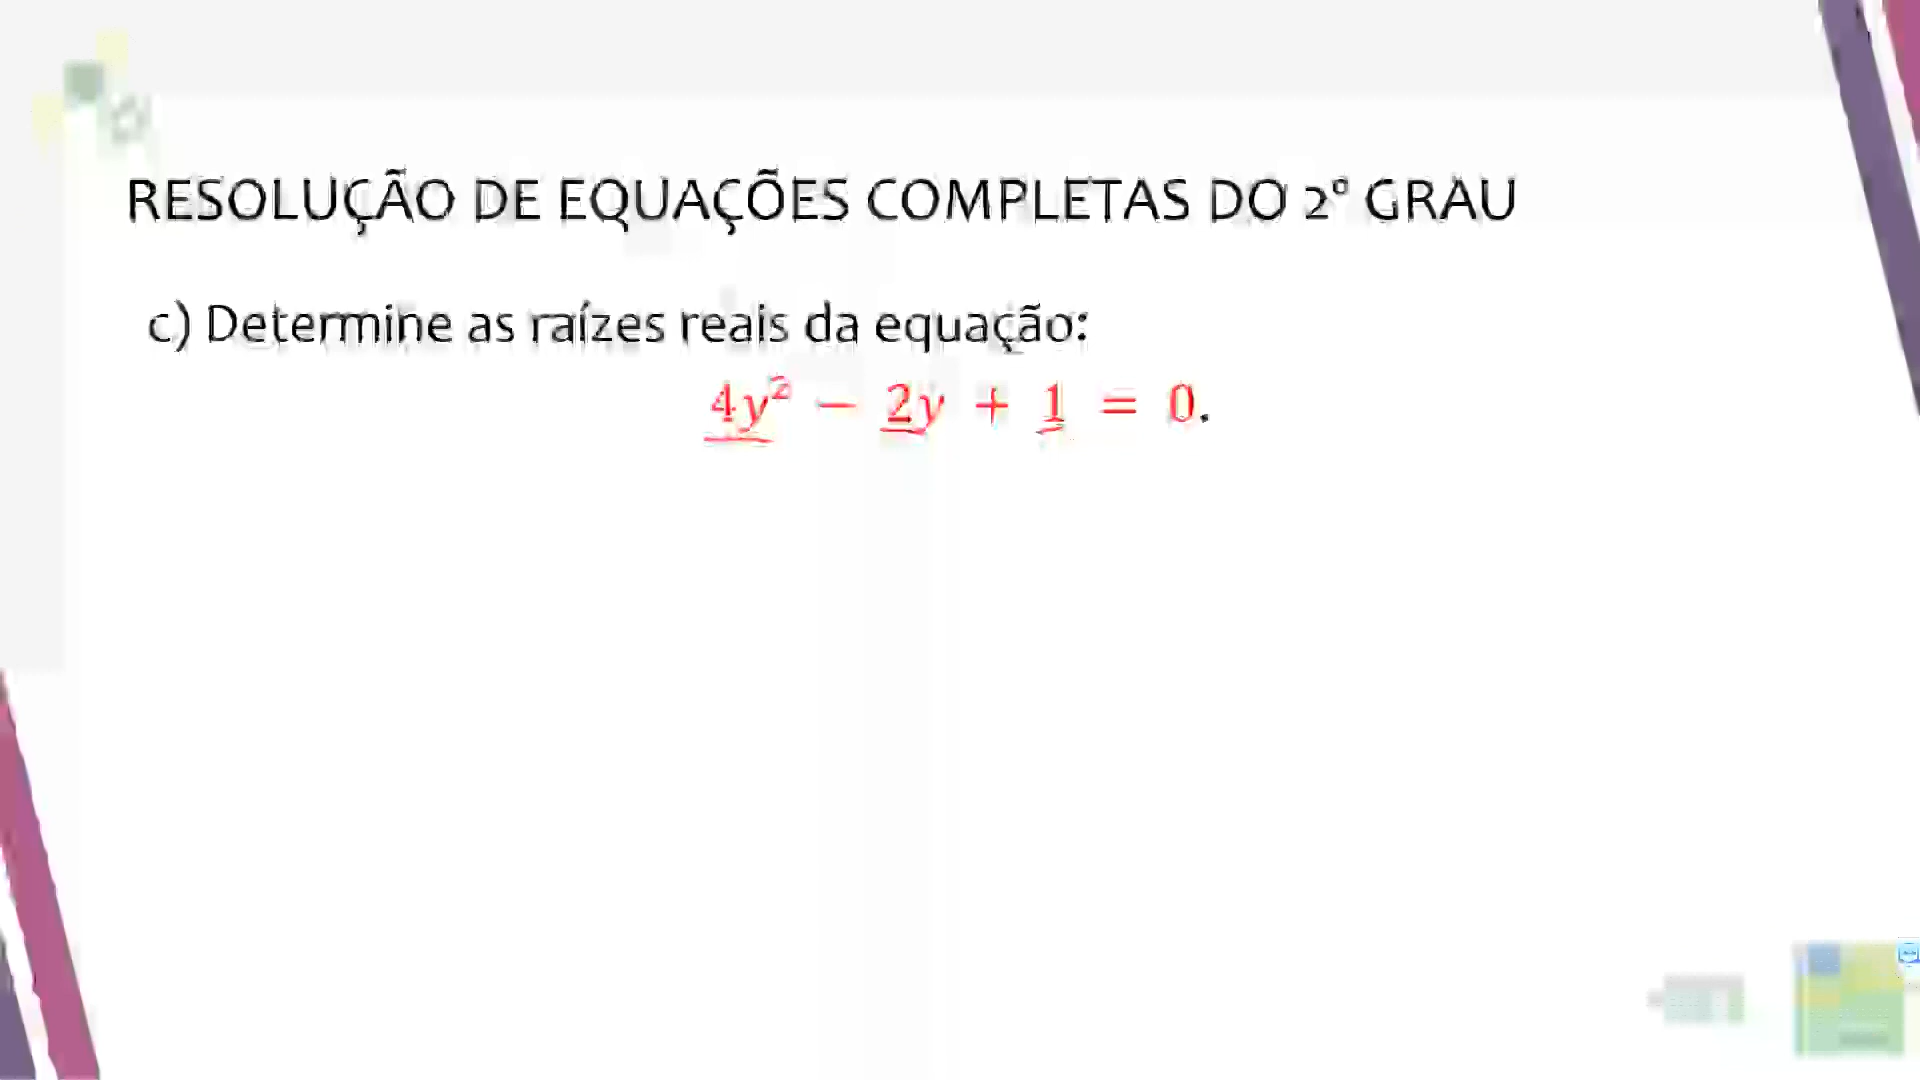 RESOLUÇÃO DE EQUAÇÕES COMPLETAS DO 2º GRAU
c) Determine as raízes reais da equação:
4y² − 2y + 1 = 0.